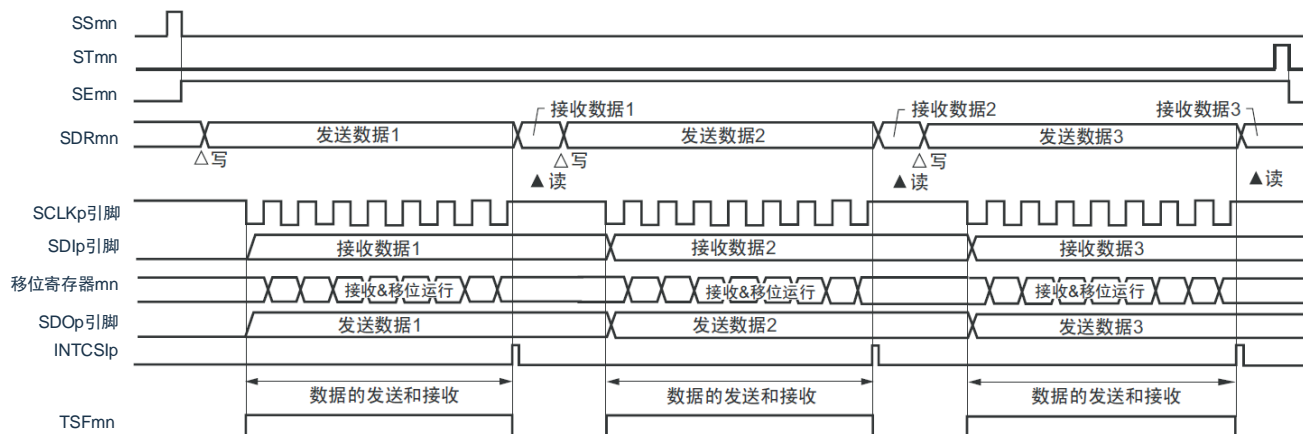 SSmn
STmn
SEmn
接收数据1 接收数据2 接收数据3
SDRmn 发送数据1 发送数据2 发送数据3
△写 △写 △写
▲读 ▲读 ▲读
SCLKp引脚
SDIp引脚 接收数据1 接收数据2 接收数据3
移位寄存器mn 接收&移位运行 接收&移位运行 接收&移位运行
SDOp引脚 发送数据1 发送数据2 发送数据3
INTCSIp
数据的发送和接收 数据的发送和接收 数据的发送和接收
TSFmn